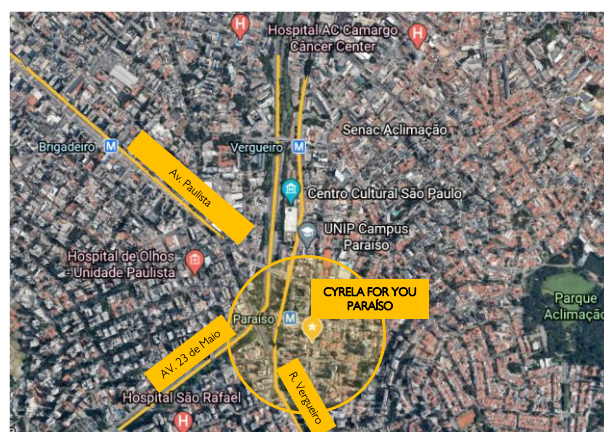 H
Hospital AC Camargo
Câncer Center
H
Brigadeiro M
Vergueiro M
Senac Aclimação
Av. Paulista
Centro Cultural São Paulo
UNIP Campus
Paraíso
Hospital de Olhos
- Unidade Paulista
CYRELA FOR YOU
PARAÍSO
Parque
Aclimação
Paraíso M
AV. 23 de Maio
R. Vergueiro
Hospital São Rafael
H